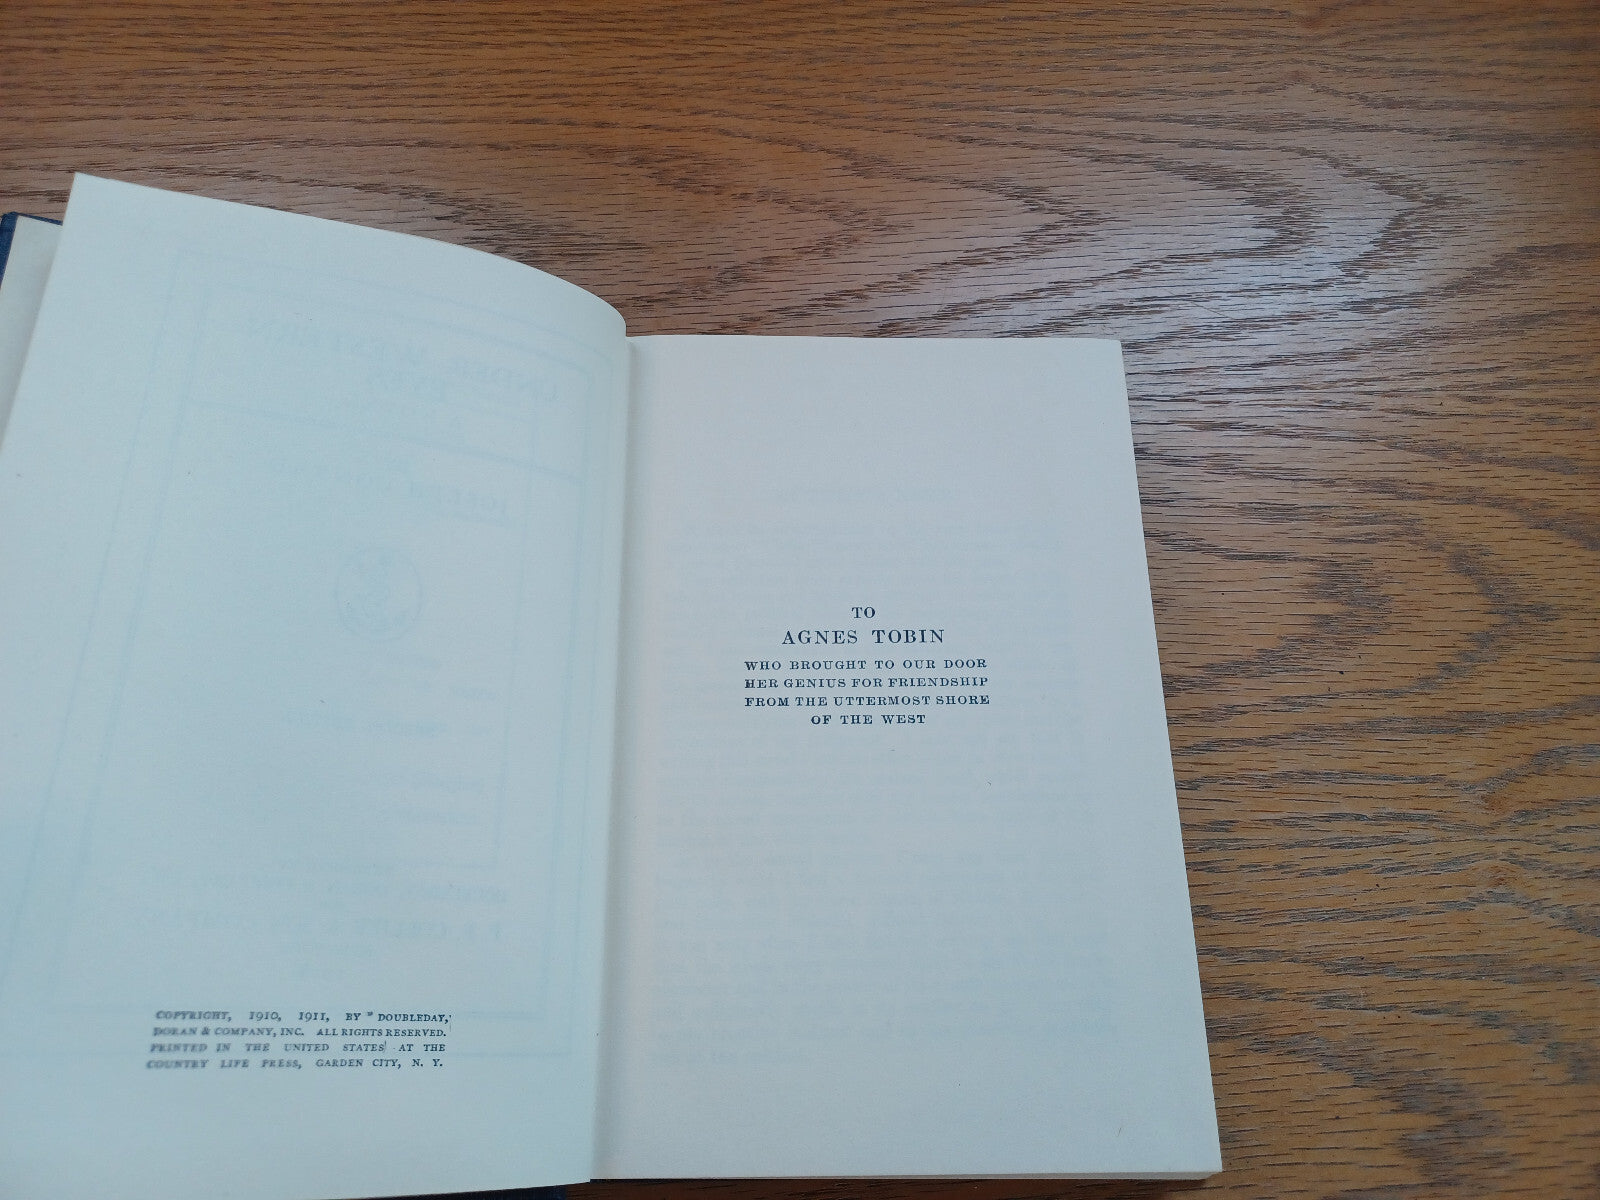 COPYRIGHT, 1910, 1911, BY DOUBLEDAY,
DORAN & COMPANY, INC. ALL RIGHTS RESERVED.
PRINTED IN THE UNITED STATES AT THE
COUNTRY LIFE PRESS, GARDEN CITY, N. Y.
TO
AGNES TOBIN
WHO BROUGHT TO OUR DOOR
HER GENIUS FOR FRIENDSHIP
FROM THE UTTERMOST SHORE
OF THE WEST